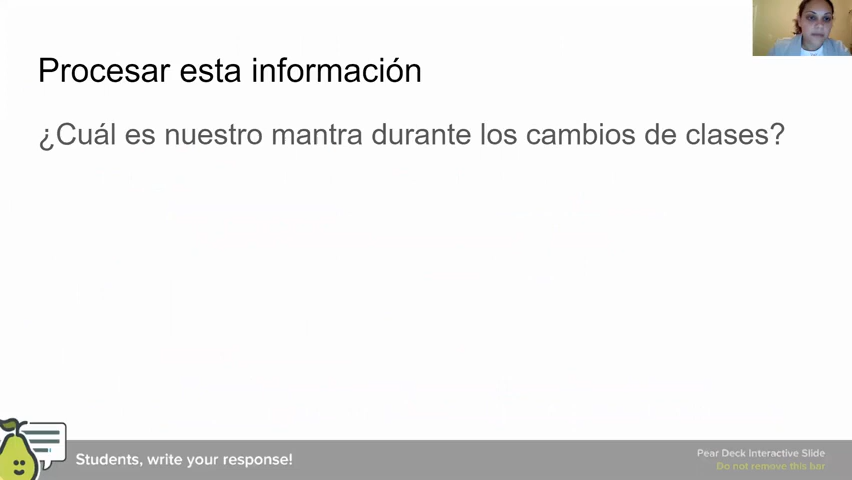 Procesar esta información
¿Cuál es nuestro mantra durante los cambios de clases?
Students, write your response!
Pear Deck Interactive Slide
Do not remove this bar